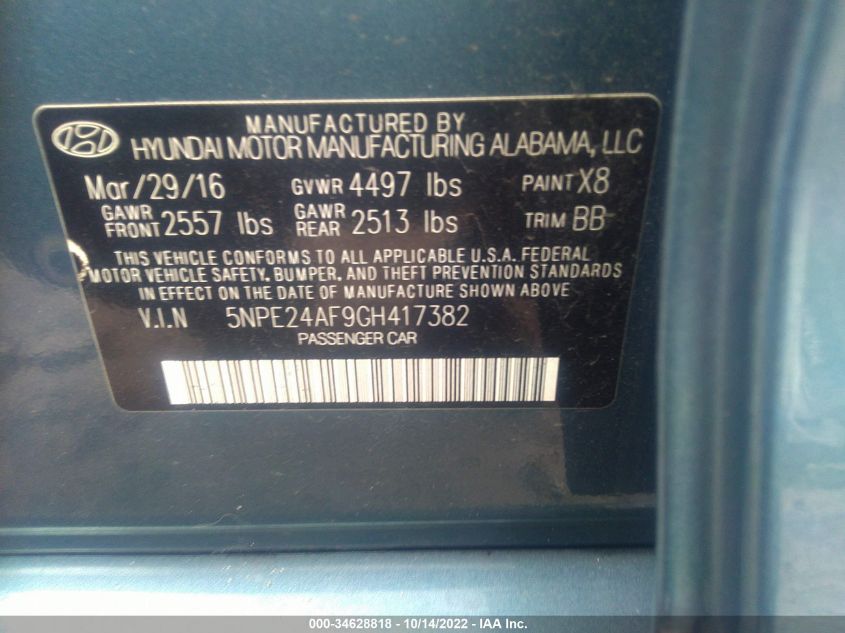 MANUFACTURED BY
HYUNDAI MOTOR MANUFACTURING ALABAMA, LLC
Mar/29/16 GVWR 4497 lbs PAINT X8
GAWR FRONT 2557 lbs GAWR REAR 2513 lbs TRIM BB
THIS VEHICLE CONFORMS TO ALL APPLICABLE U.S.A. FEDERAL
MOTOR VEHICLE SAFETY, BUMPER, AND THEFT PREVENTION STANDARDS
IN EFFECT ON THE DATE OF MANUFACTURE SHOWN ABOVE
V.I.N 5NPE24AF9GH417382
PASSENGER CAR
000-34628818 - 10/14/2022 - IAA Inc.